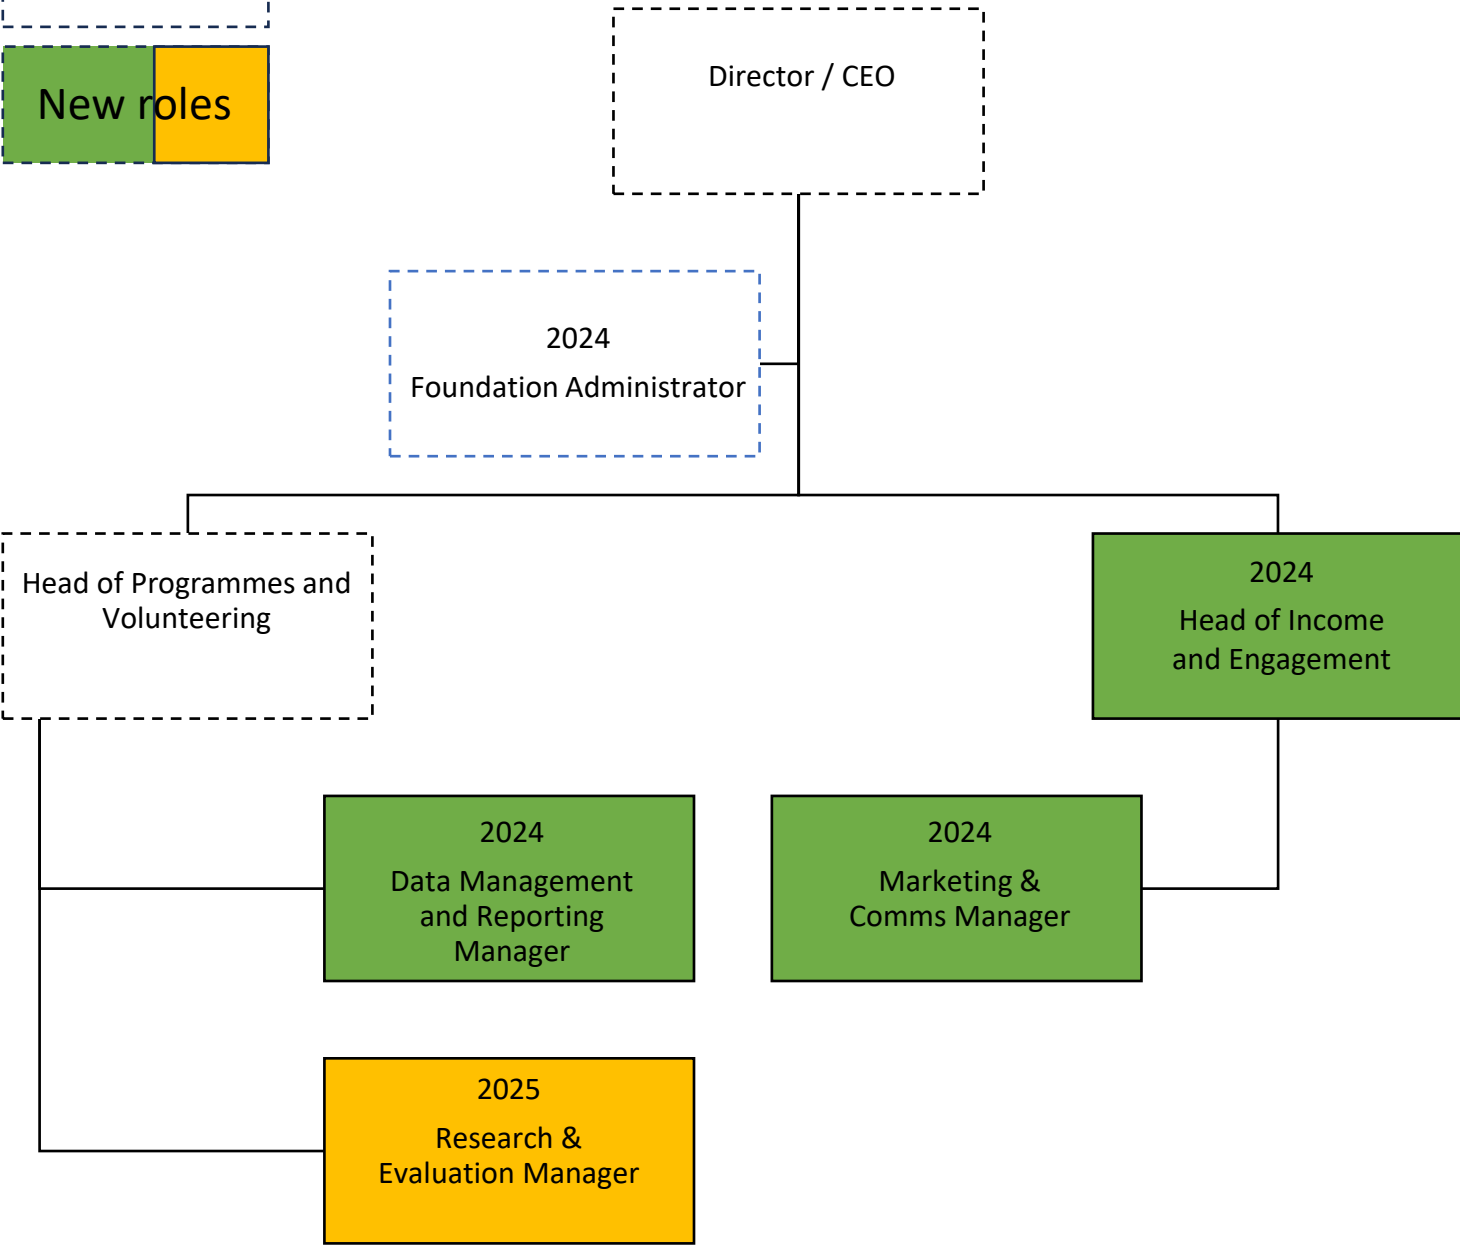 New roles
Director / CEO
2024
Foundation Administrator
Head of Programmes and
Volunteering
2024
Head of Income
and Engagement
2024
Data Management
and Reporting
Manager
2024
Marketing &
Comms Manager
2025
Research &
Evaluation Manager